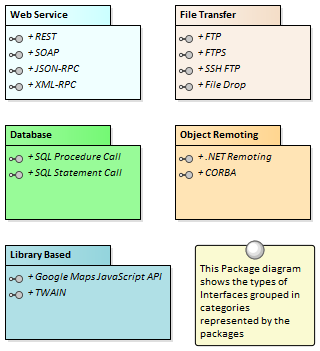 Web Service
+ REST
+ SOAP
+ JSON-RPC
+ XML-RPC
File Transfer
+ FTP
+ FTPS
+ SSH FTP
+ File Drop
Database
+ SQL Procedure Call
+ SQL Statement Call
Object Remoting
+ .NET Remoting
+ CORBA
Library Based
+ Google Maps JavaScript API
+ TWAIN
This Package diagram
shows the types of
Interfaces grouped in
categories
represented by the
packages